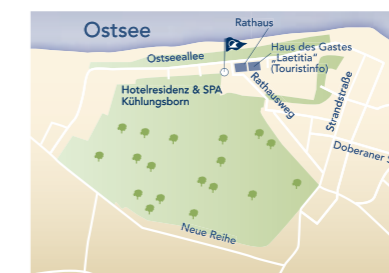 Ostsee
Rathaus
Ostseeallee
Haus des Gastes
„Laetitia“
(Touristinfo)
Hotelresidenz & SPA
Kühlungsborn
Rathausweg
Strandstraße
Doberaner S
Neue Reihe